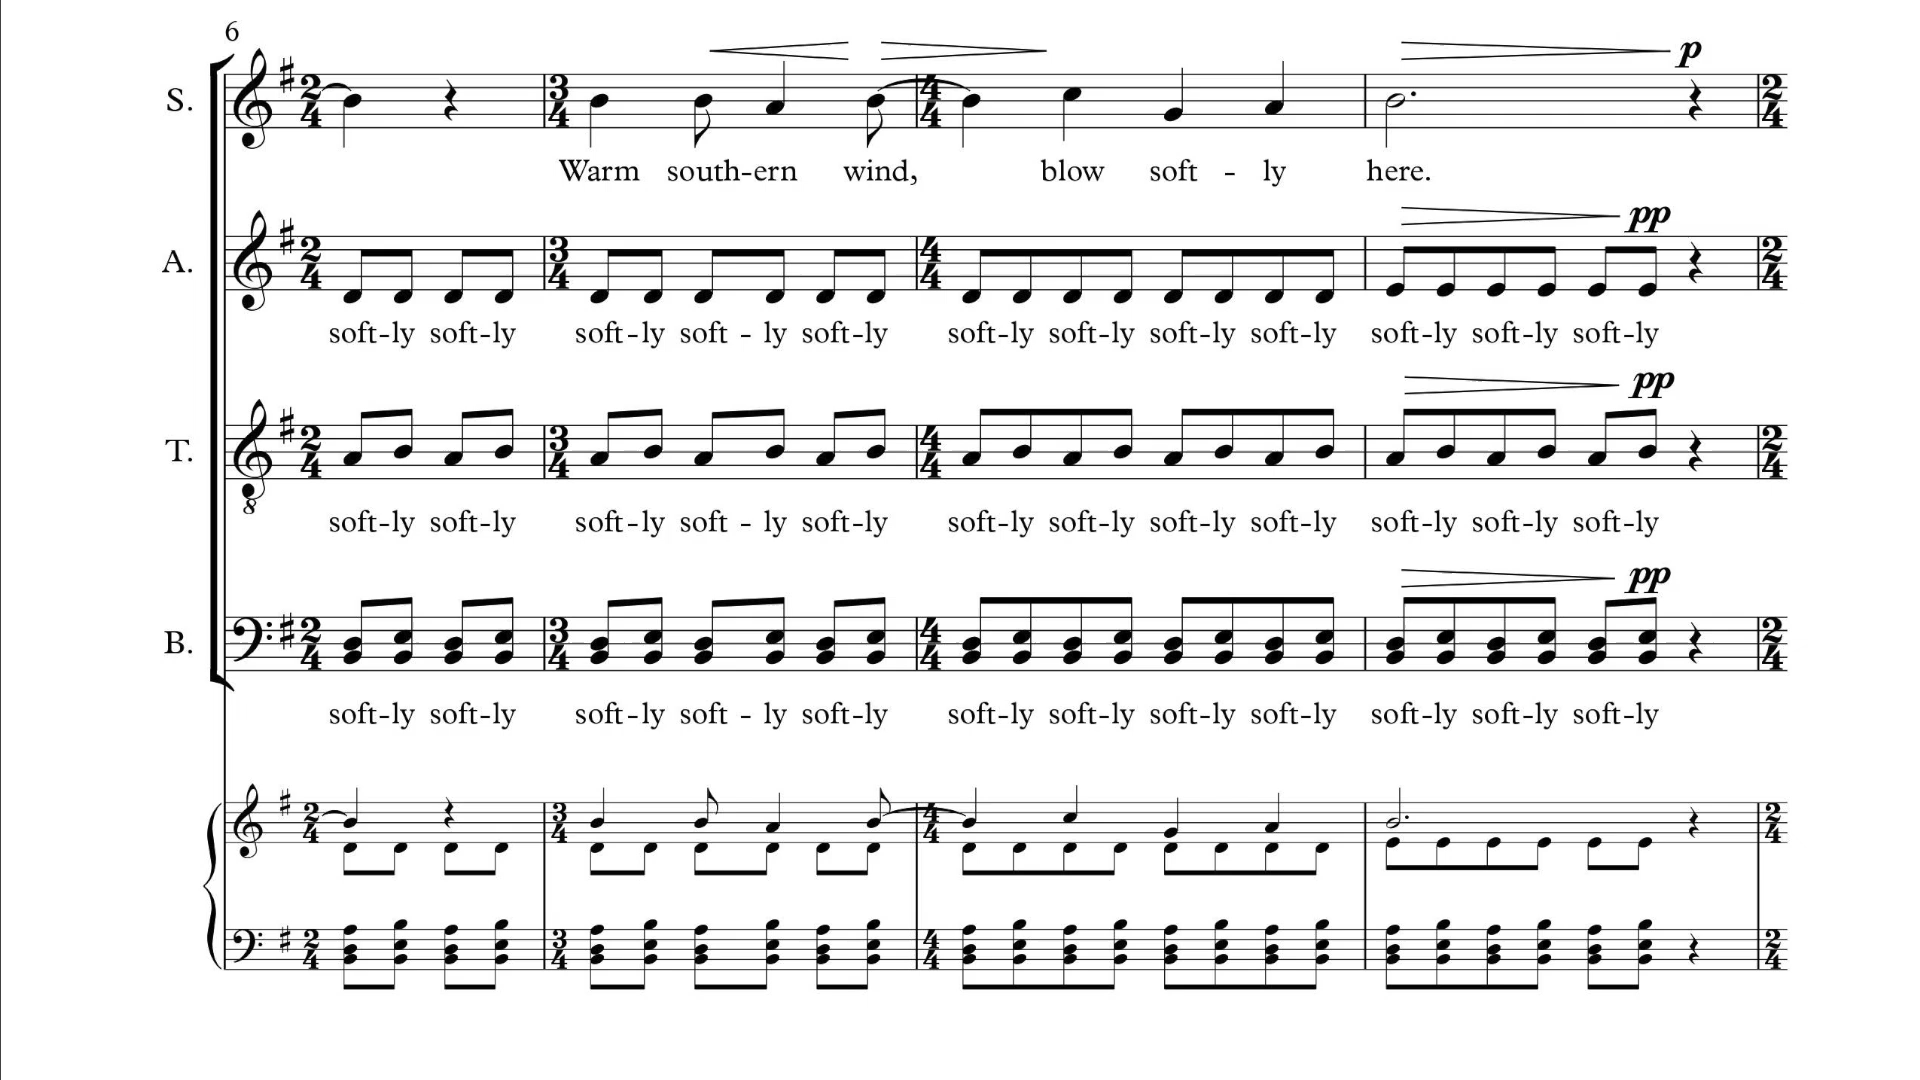 6
S.
p
Warm south-ern wind, blow soft - ly here.
A.
pp
soft-ly soft-ly soft-ly soft - ly soft-ly soft-ly soft-ly soft-ly soft-ly soft-ly soft-ly soft-ly
T.
pp
8
soft-ly soft-ly soft-ly soft - ly soft-ly soft-ly soft-ly soft-ly soft-ly soft-ly soft-ly soft-ly
B.
pp
soft-ly soft-ly soft-ly soft - ly soft-ly soft-ly soft-ly soft-ly soft-ly soft-ly soft-ly soft-ly